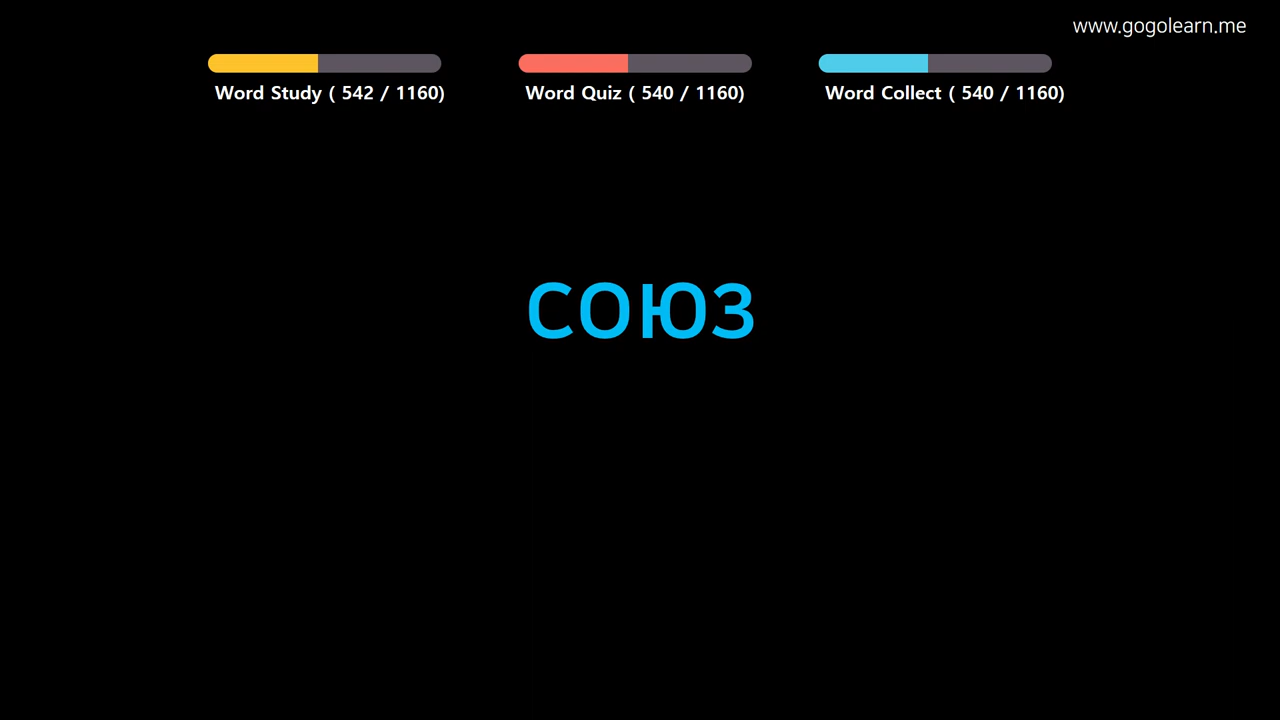 www.gogolearn.me
Word Study ( 542 / 1160)
Word Quiz ( 540 / 1160)
Word Collect ( 540 / 1160)
союз